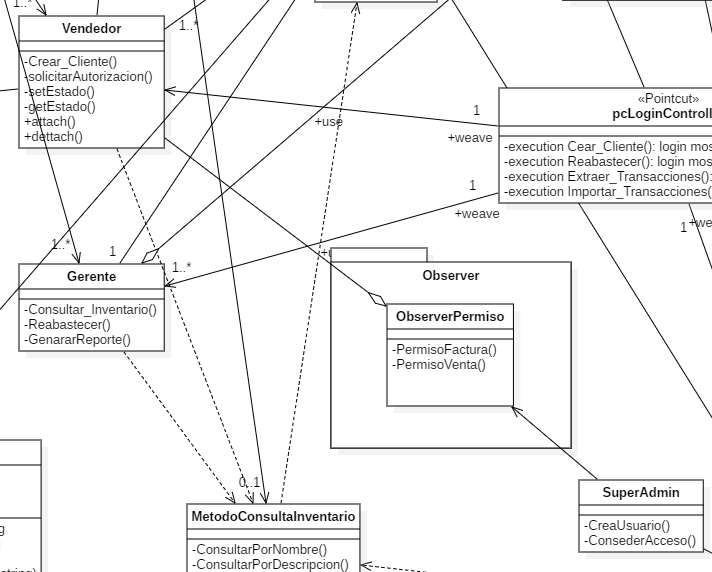 1..*
Vendedor
1..*
-Crear_Cliente()
-solicitarAutorizacion()
-setEstado()
-getEstado()
+attach()
+dettach()
+use
1
+weave
«Pointcut»
pcLoginControll
-execution Cear_Cliente(): login mos
-execution Reabastecer(): login mos
-execution Extraer_Transacciones():
-execution Importar_Transacciones(
1
+weave
1
+we
1..*
1
1..*
Gerente
-Consultar_Inventario()
-Reabastecer()
-GenararReporte()
Observer
ObserverPermiso
-PermisoFactura()
-PermisoVenta()
0..1
MetodoConsultaInventario
-ConsultarPorNombre()
-ConsultarPorDescripcion()
SuperAdmin
-CreaUsuario()
-ConsederAcceso()